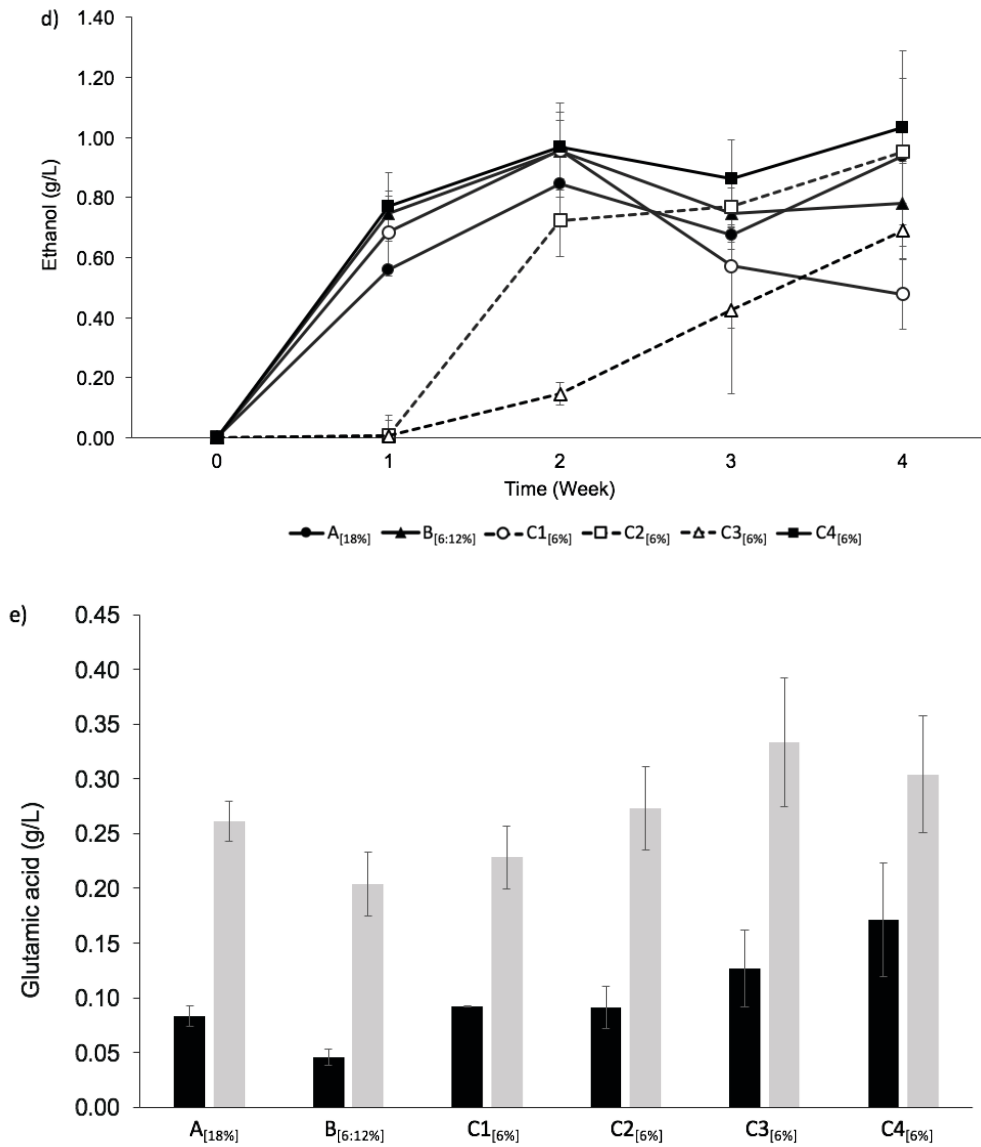 d)
1.40
1.20
1.00
0.80
0.60
0.40
0.20
0.00
Ethanol (g/L)
0 1 2 3 4
Time (Week)
A[18%] B[6:12%] C1[6%] C2[6%] C3[6%] C4[6%]
e)
0.45
0.40
0.35
0.30
0.25
0.20
0.15
0.10
0.05
0.00
Glutamic acid (g/L)
A[18%] B[6:12%] C1[6%] C2[6%] C3[6%] C4[6%]